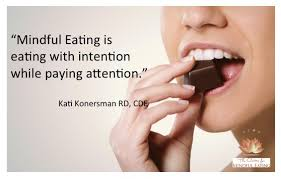 “Mindful Eating is
eating with intention
while paying attention.”
Kati Konersman RD, CDE